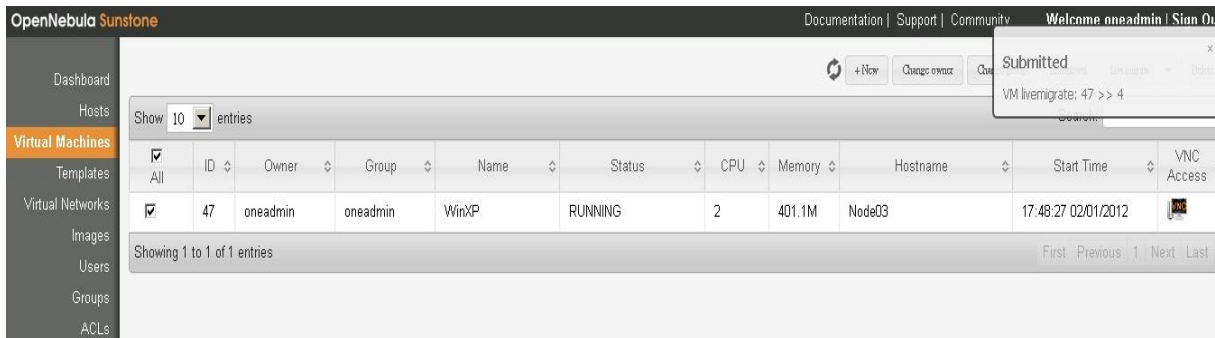 OpenNebula Sunstone
Documentation | Support | Community Welcome oneadmin | Sign Ou
Submitted ×
VM livemigrate: 47 >> 4
+ New Change owner
Dashboard
Hosts
Virtual Machines
Templates
Virtual Networks
Images
Users
Groups
ACLs
Show 10 entries Search:
All ID Owner Group Name Status CPU Memory Hostname Start Time VNC Access
47 oneadmin oneadmin WinXP RUNNING 2 401.1M Node03 17:48:27 02/01/2012 VNC
Showing 1 to 1 of 1 entries
First Previous 1 Next Last